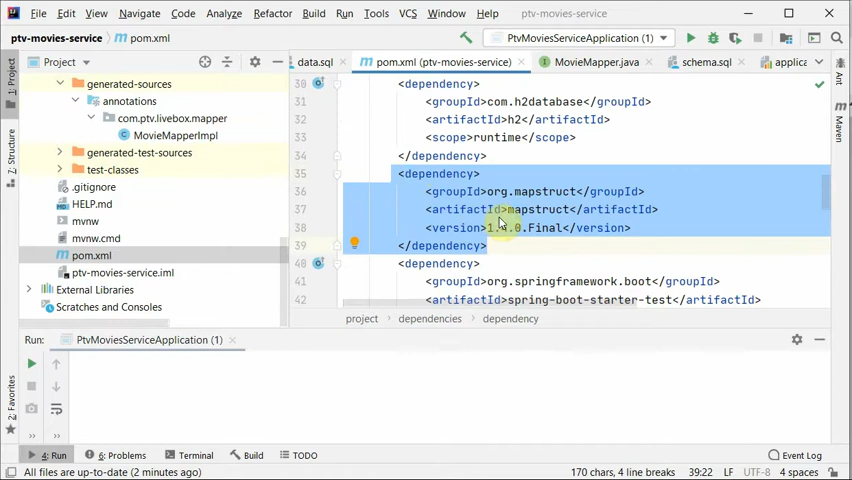 File Edit View Navigate Code Analyze Refactor Build Run Tools VCS Window Help ptv-movies-service
ptv-movies-service pom.xml PtvMoviesServiceApplication (1)
1: Project
Z: Structure
2: Favorites
Project
generated-sources
annotations
com.ptv.livebox.mapper
MovieMapperImpl
generated-test-sources
test-classes
.gitignore
HELP.md
mvnw
mvnw.cmd
pom.xml
ptv-movies-service.iml
External Libraries
Scratches and Consoles
data.sql pom.xml (ptv-movies-service) MovieMapper.java schema.sql applica
30 <dependency>
31 <groupId>com.h2database</groupId>
32 <artifactId>h2</artifactId>
33 <scope>runtime</scope>
34 </dependency>
35 <dependency>
36 <groupId>org.mapstruct</groupId>
37 <artifactId>mapstruct</artifactId>
38 <version>1. .0.Final</version>
39 </dependency>
40 <dependency>
41 <groupId>org.springframework.boot</groupId>
42 <artifactId>spring-boot-starter-test</artifactId>
project dependencies dependency
Ant
Maven
Run: PtvMoviesServiceApplication (1)
4: Run 6: Problems Terminal Build TODO Event Log
All files are up-to-date (2 minutes ago) 170 chars, 4 line breaks 39:22 LF UTF-8 4 spaces